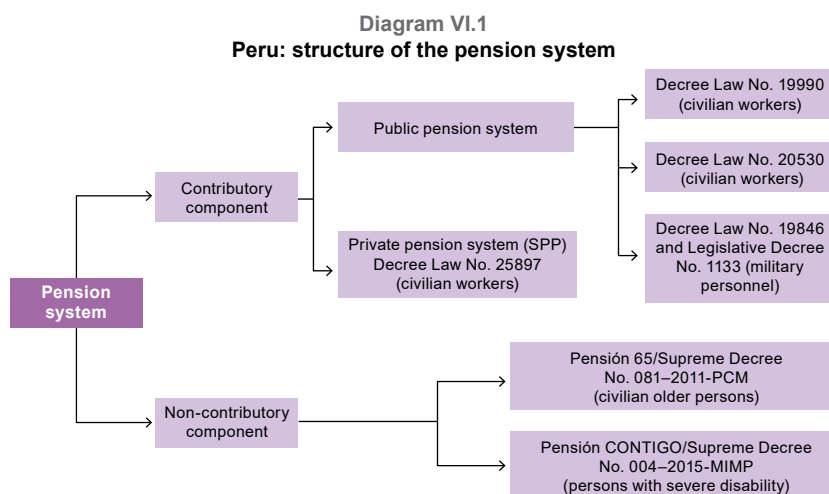 Diagram VI.1
Peru: structure of the pension system
Pension
system
Contributory
component
Public pension system
Decree Law No. 19990
(civilian workers)
Decree Law No. 20530
(civilian workers)
Decree Law No. 19846
and Legislative Decree
No. 1133 (military
personnel)
Private pension system (SPP)
Decree Law No. 25897
(civilian workers)
Non-contributory
component
Pensión 65/Supreme Decree
No. 081–2011-PCM
(civilian older persons)
Pensión CONTIGO/Supreme Decree
No. 004–2015-MIMP
(persons with severe disability)